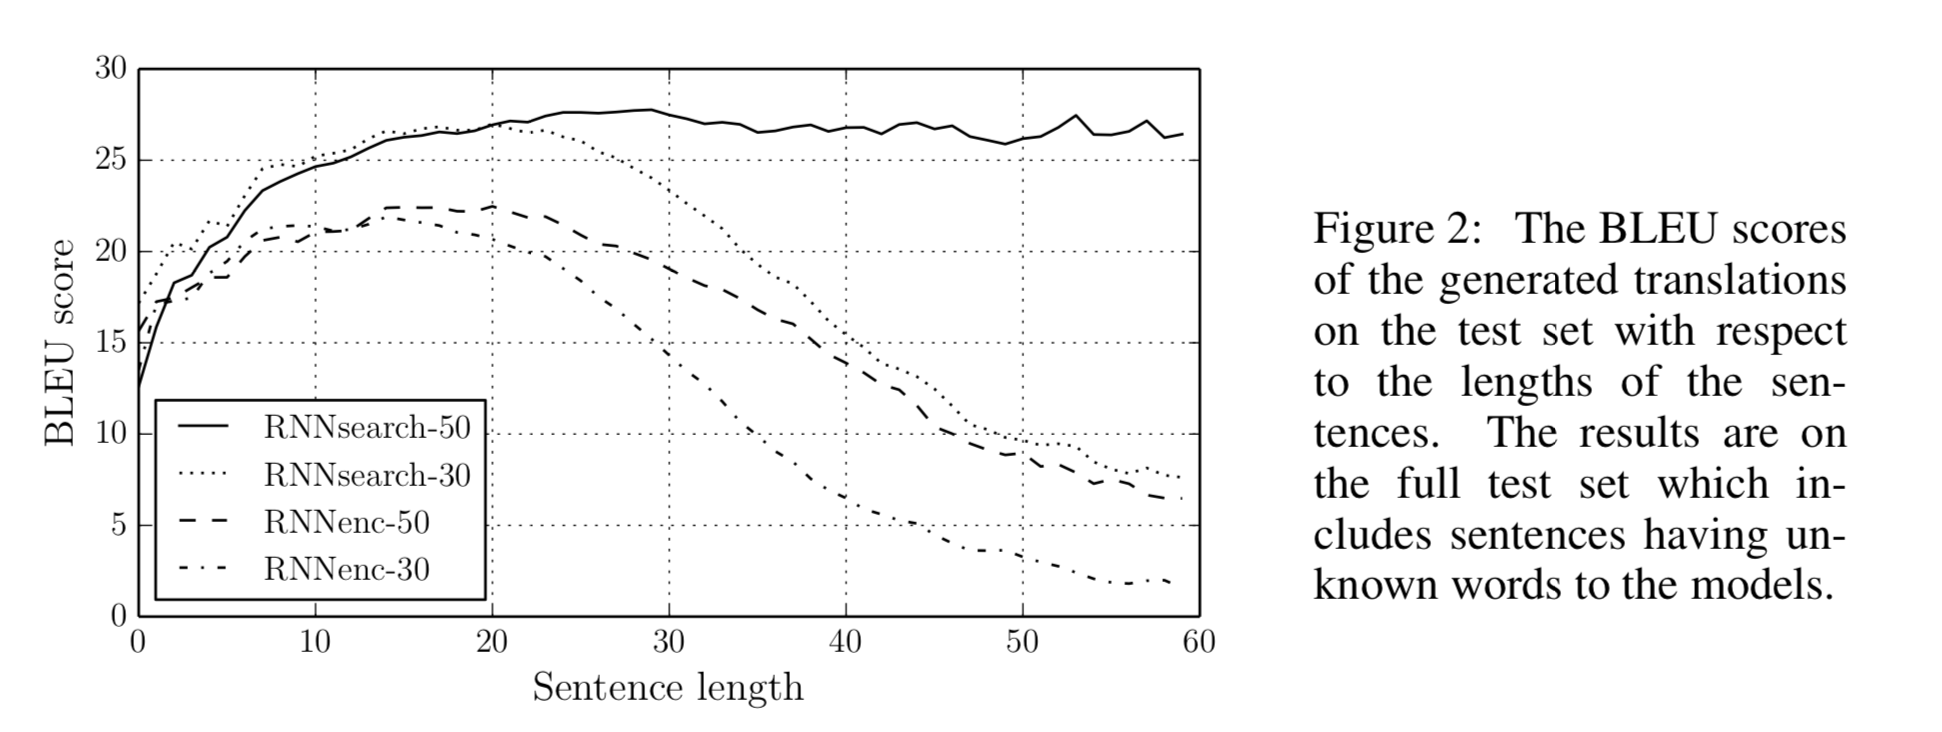 30
25
20
15
10
5
0
BLEU score
RNNsearch-50
RNNsearch-30
RNNenc-50
RNNenc-30
0 10 20 30 40 50 60
Sentence length
Figure 2: The BLEU scores
of the generated translations
on the test set with respect
to the lengths of the sen-
tences. The results are on
the full test set which in-
cludes sentences having un-
known words to the models.